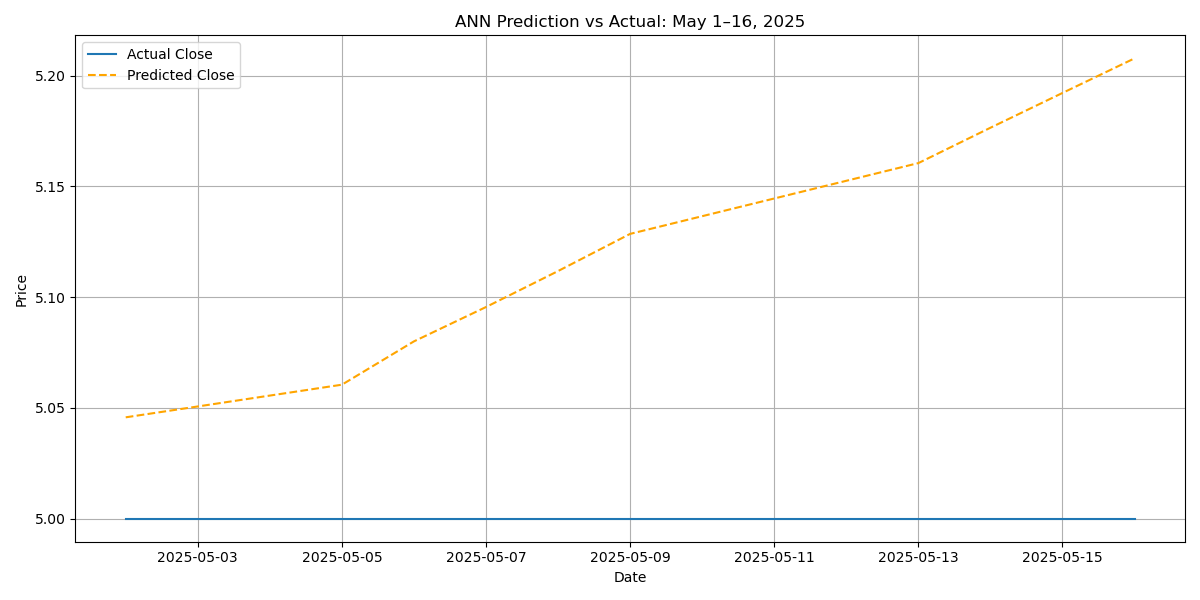 ANN Prediction vs Actual: May 1–16, 2025
Actual Close
Predicted Close
5.20
5.15
5.10
5.05
5.00
Price
2025-05-03
2025-05-05
2025-05-07
2025-05-09
2025-05-11
2025-05-13
2025-05-15
Date